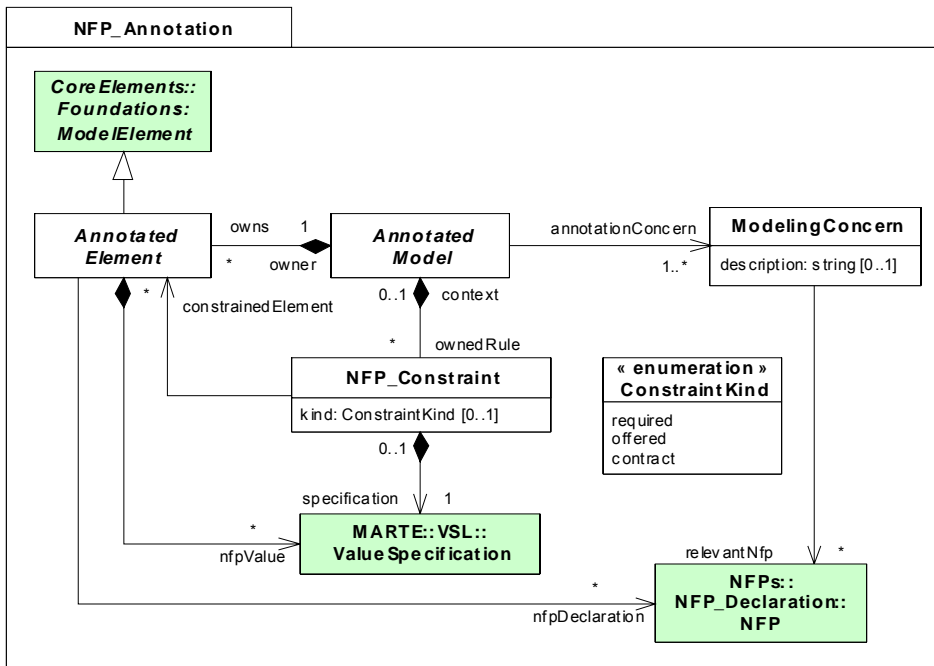 NFP_Annotation
CoreElements::
Foundations:
ModelElement
owns
1
*
owner
Annotated
Element
Annotated
Model
annotationConcern
1..*
ModelingConcern
description: string [0..1]
*
constrainedElement
0..1
context
*
ownedRule
NFP_Constraint
kind: ConstraintKind [0..1]
« enumeration »
ConstraintKind
required
offered
contract
0..1
specification
1
*
nfpValue
MARTE::VSL::
ValueSpecification
relevantNfp
*
*
nfpDeclaration
NFPs::
NFP_Declaration::
NFP